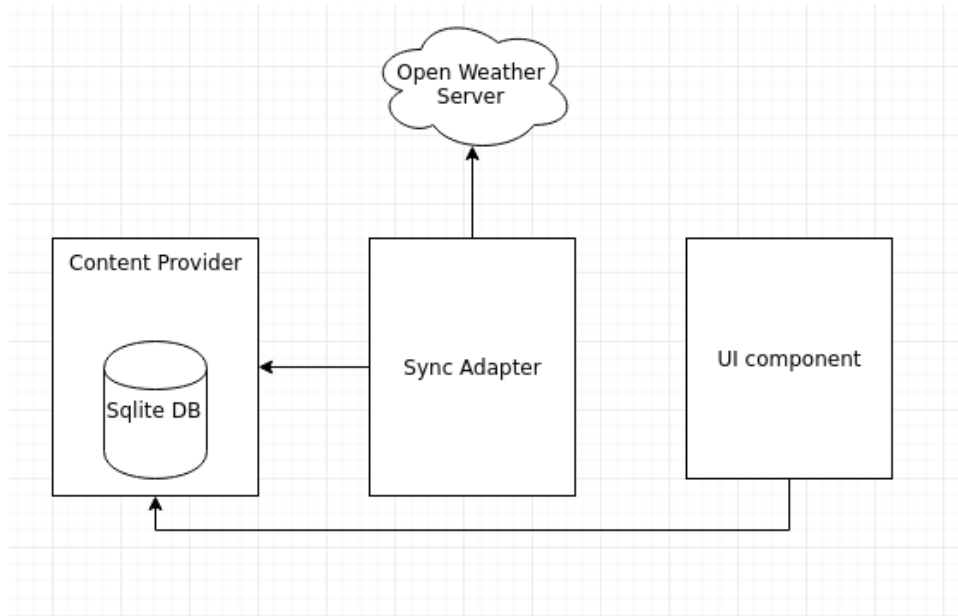 Open Weather
Server
Content Provider
Sqlite DB
Sync Adapter
UI component